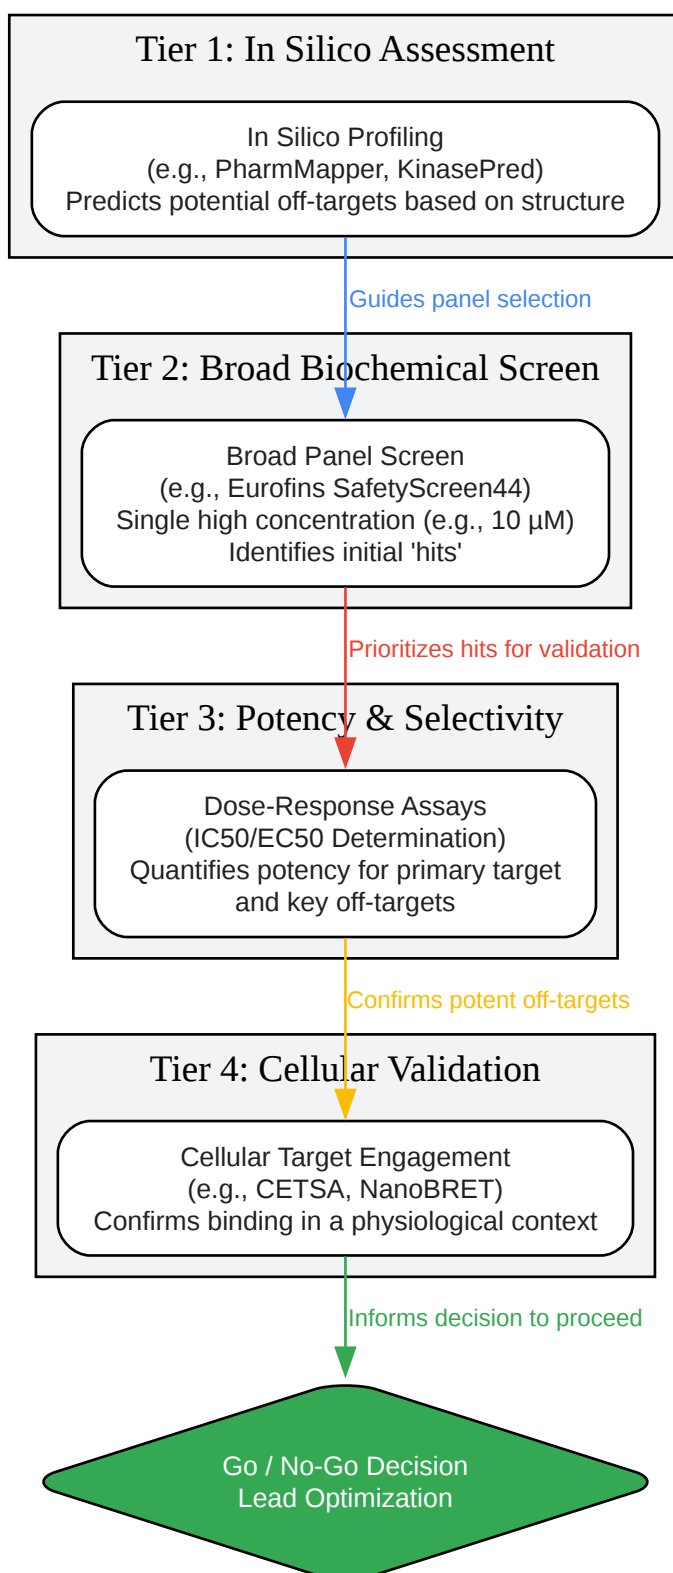 Tier 1: In Silico Assessment
In Silico Profiling
(e.g., PharmMapper, KinasePred)
Predicts potential off-targets based on structure
Guides panel selection
Tier 2: Broad Biochemical Screen
Broad Panel Screen
(e.g., Eurofins SafetyScreen44)
Single high concentration (e.g., 10 µM)
Identifies initial 'hits'
Prioritizes hits for validation
Tier 3: Potency & Selectivity
Dose-Response Assays
(IC50/EC50 Determination)
Quantifies potency for primary target
and key off-targets
Confirms potent off-targets
Tier 4: Cellular Validation
Cellular Target Engagement
(e.g., CETSA, NanoBRET)
Confirms binding in a physiological context
Informs decision to proceed
Go / No-Go Decision
Lead Optimization